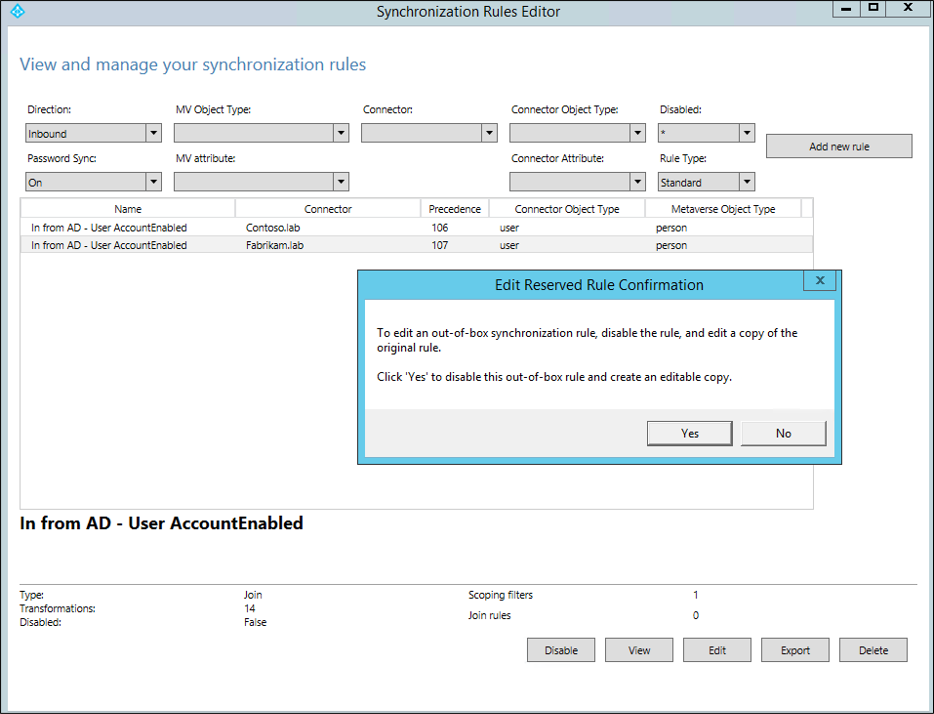 Synchronization Rules Editor
View and manage your synchronization rules
Direction: MV Object Type: Connector: Connector Object Type: Disabled:
Inbound *
Add new rule
Password Sync: MV attribute: Connector Attribute: Rule Type:
On Standard
Name Connector Precedence Connector Object Type Metaverse Object Type
In from AD - User AccountEnabled Contoso.lab 106 user person
In from AD - User AccountEnabled Fabrikam.lab 107 user person
Edit Reserved Rule Confirmation x
To edit an out-of-box synchronization rule, disable the rule, and edit a copy of the
original rule.
Click 'Yes' to disable this out-of-box rule and create an editable copy.
Yes No
In from AD - User AccountEnabled
Type: Join Scoping filters 1
Transformations: 14
Join rules 0
Disabled: False
Disable View Edit Export Delete